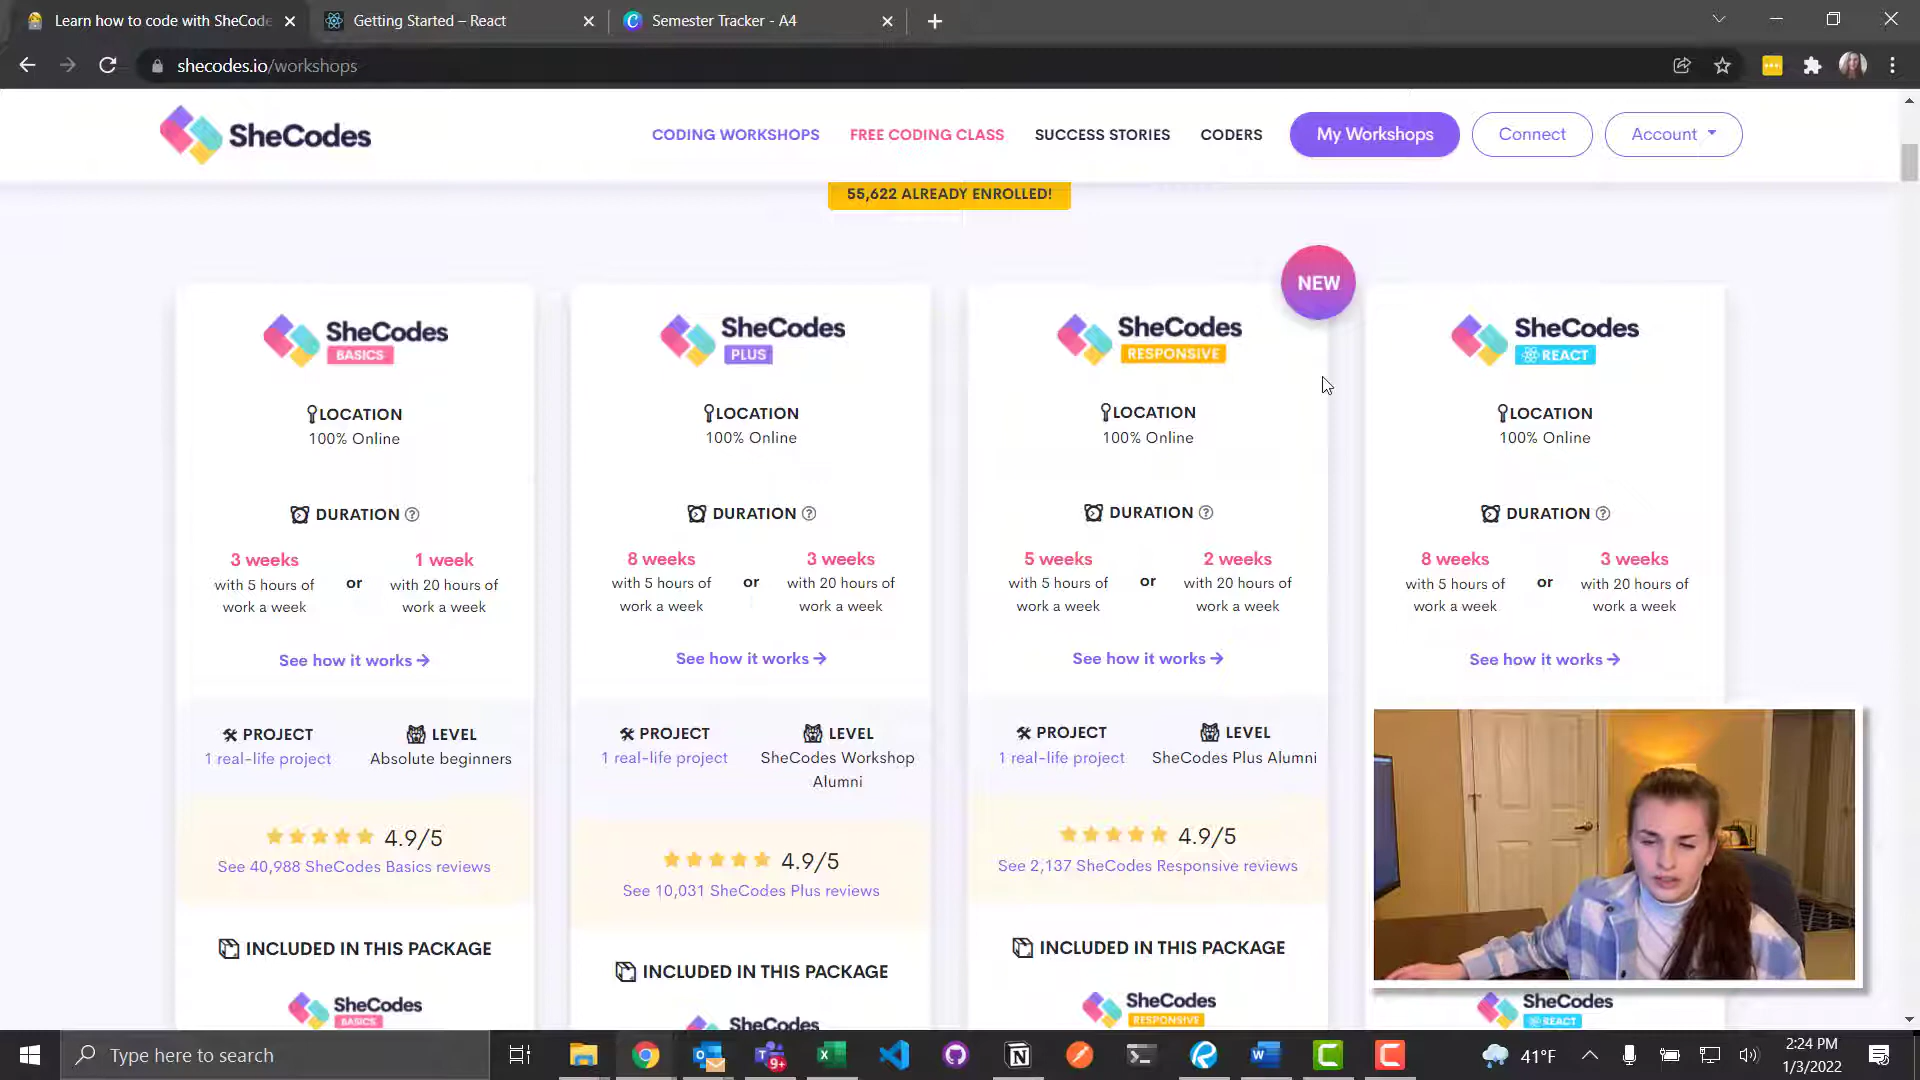 Learn how to code with SheCode
Getting Started – React
Semester Tracker - A4
shecodes.io/workshops
SheCodes
CODING WORKSHOPS
FREE CODING CLASS
SUCCESS STORIES
CODERS
My Workshops
Connect
Account
55,622 ALREADY ENROLLED!
NEW
SheCodes
BASICS
LOCATION
100% Online
DURATION
3 weeks
with 5 hours of
work a week
or
1 week
with 20 hours of
work a week
See how it works →
PROJECT
1 real-life project
LEVEL
Absolute beginners
4.9/5
See 40,988 SheCodes Basics reviews
INCLUDED IN THIS PACKAGE
SheCodes
BASICS
SheCodes
PLUS
LOCATION
100% Online
DURATION
8 weeks
with 5 hours of
work a week
or
3 weeks
with 20 hours of
work a week
See how it works →
PROJECT
1 real-life project
LEVEL
SheCodes Workshop
Alumni
4.9/5
See 10,031 SheCodes Plus reviews
INCLUDED IN THIS PACKAGE
SheCodes
SheCodes
RESPONSIVE
LOCATION
100% Online
DURATION
5 weeks
with 5 hours of
work a week
or
2 weeks
with 20 hours of
work a week
See how it works →
PROJECT
1 real-life project
LEVEL
SheCodes Plus Alumni
4.9/5
See 2,137 SheCodes Responsive reviews
INCLUDED IN THIS PACKAGE
SheCodes
RESPONSIVE
SheCodes
REACT
LOCATION
100% Online
DURATION
8 weeks
with 5 hours of
work a week
or
3 weeks
with 20 hours of
work a week
See how it works →
SheCodes
REACT
Type here to search
9+
41°F
2:24 PM
1/3/2022